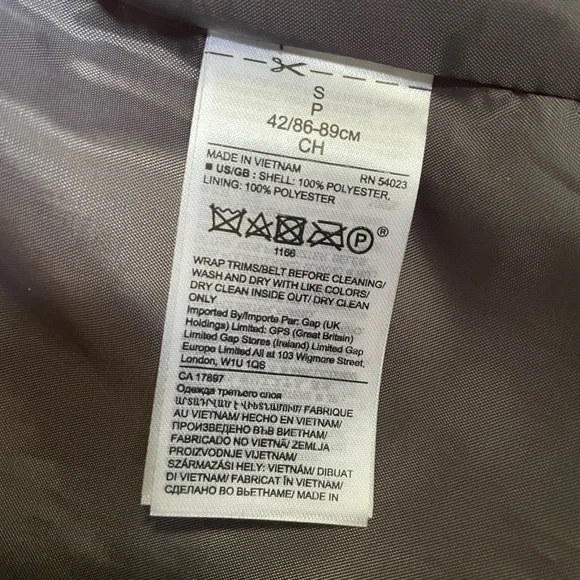 S
P
42/86-89см
CH
MADE IN VIETNAM RN 54023
■ US/GB : SHELL: 100% POLYESTER,
LINING: 100% POLYESTER
P ®
1166
WRAP TRIMS/BELT BEFORE CLEANING/
WASH AND DRY WITH LIKE COLORS/
DRY CLEAN INSIDE OUT/ DRY CLEAN
ONLY
Imported By/Importe Par: Gap (UK
Holdings) Limited: GPS (Great Britain)
Limited Gap Stores (Ireland) Limited Gap
Europe Limited All at 103 Wigmore Street,
London, W1U 1QS
CA 17897
Одежда третьего слоя
ԱՐՏԱԴՐՎԱԾ Է ՎԻԵՏՆԱՄՈՒՄ/ FABRIQUÉ
AU VIETNAM/ HECHO EN VIETNAM/
ПРОИЗВЕДЕНО ВЪВ ВИЕТНАМ/
FABRICADO NO VIETNÃ/ ZEMLJA
PROIZVODNJE VIJETNAM/
SZÁRMAZÁSI HELY: VIETNÁM/ DIBUAT
DI VIETNAM/ FABRICAT ÎN VIETNAM/
СДЕЛАНО ВО ВЬЕТНАМЕ/ MADE IN